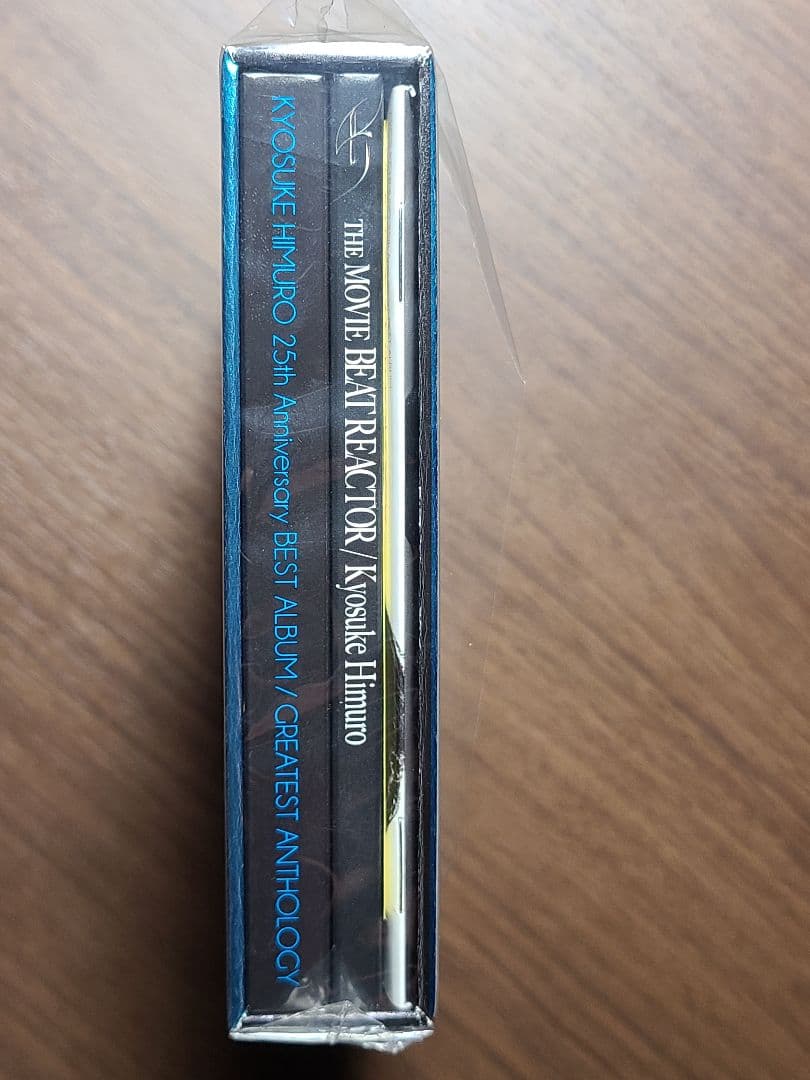 KYOSUKE HIMURO 25th Anniversary BEST ALBUM / GREATEST ANTHOLOGY
THE MOVIE BEAT REACTOR / Kyosuke Himuro